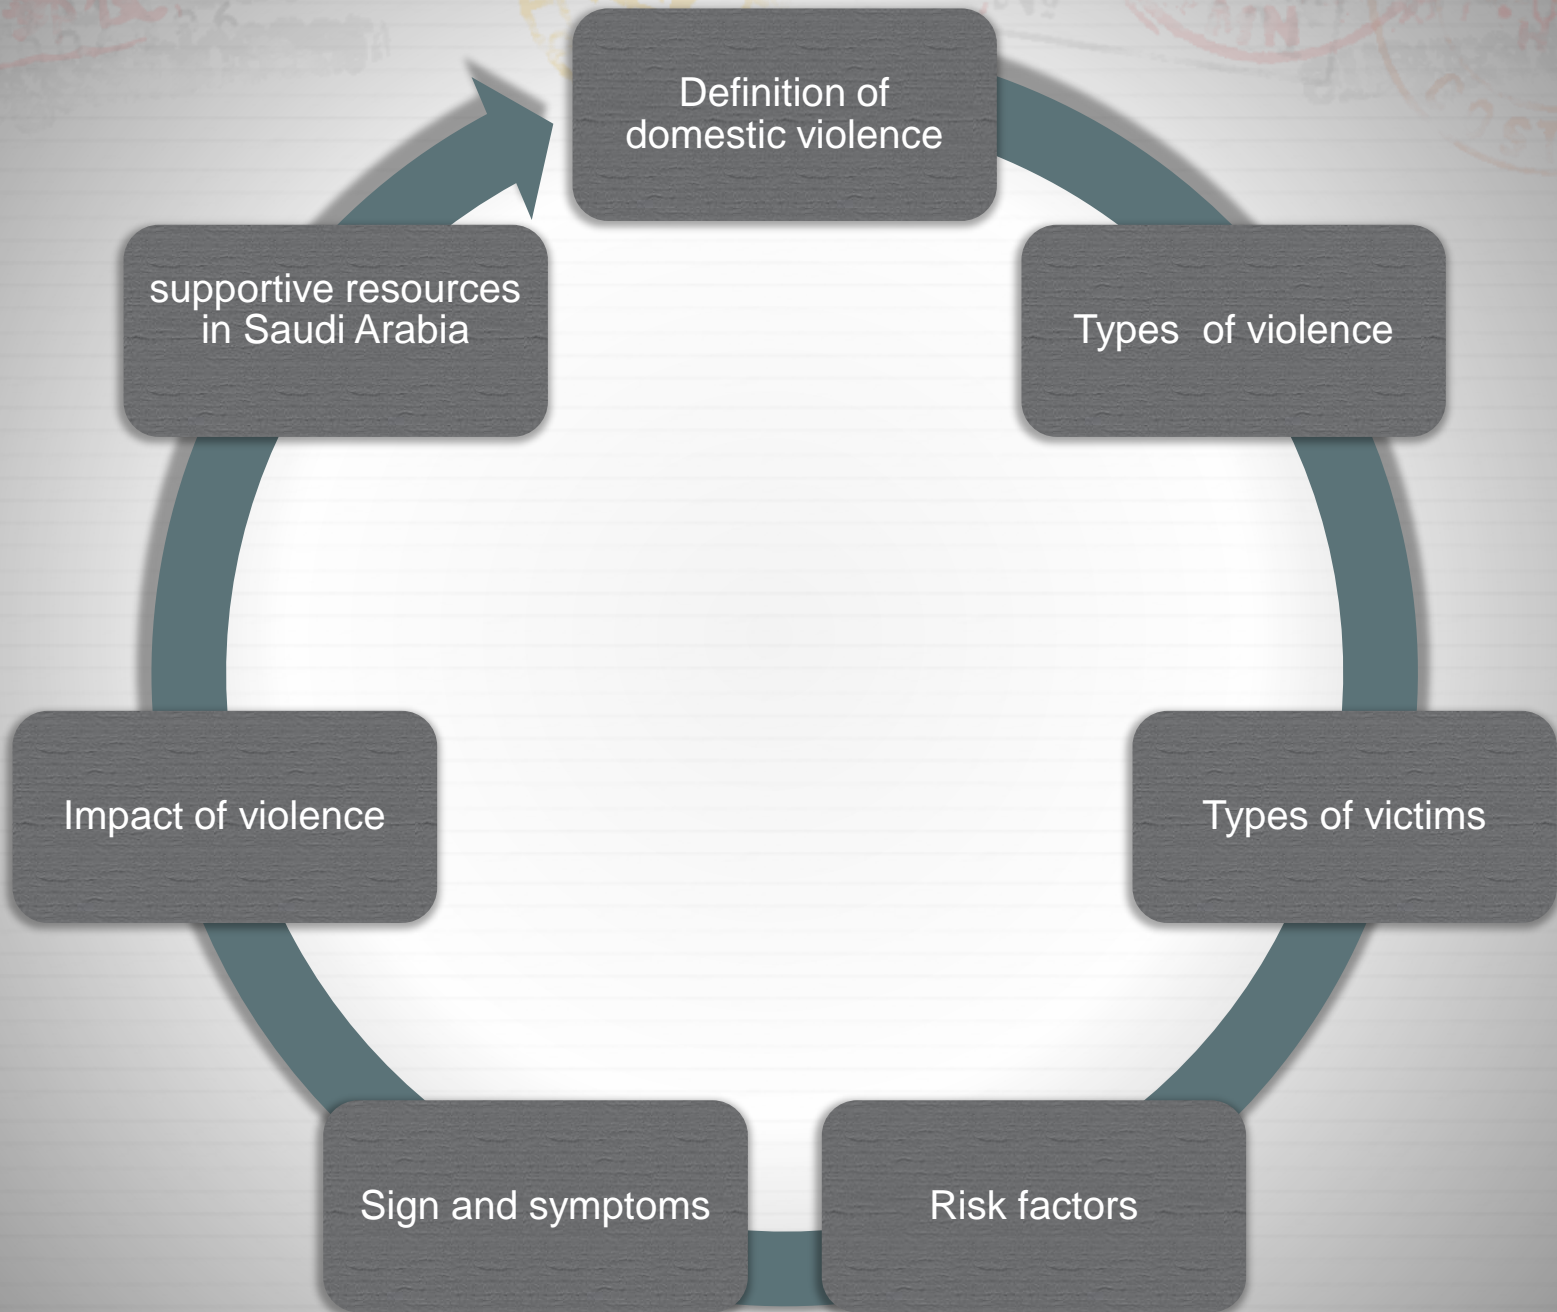 Definition of
domestic violence
Types  of violence
Types of victims
Risk factors
Sign and symptoms
Impact of violence
supportive resources
in Saudi Arabia